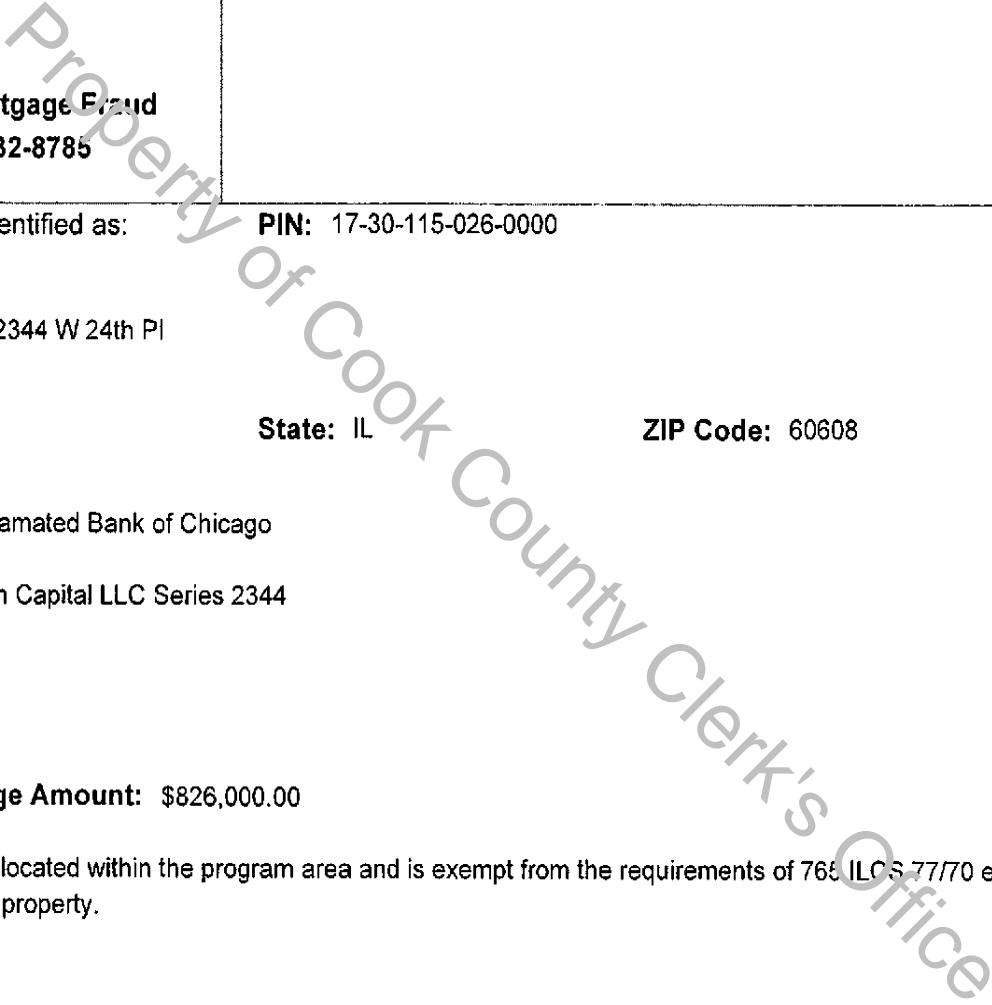 tgage Fraud
32-8785
entified as: PIN: 17-30-115-026-0000
2344 W 24th Pl
State: IL ZIP Code: 60608
amated Bank of Chicago
n Capital LLC Series 2344
ge Amount: $826,000.00
located within the program area and is exempt from the requirements of 765 ILCS 77/70 e
property.
Property of Cook County Clerk's Office